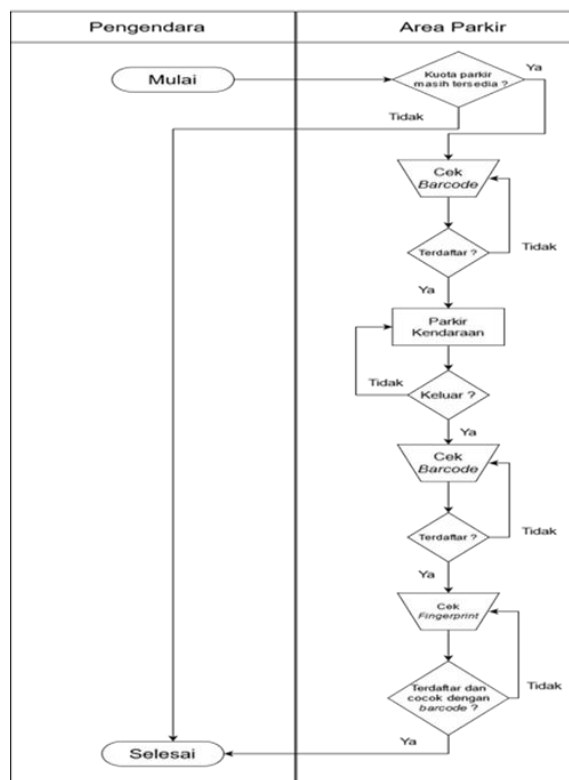 Pengendara
Area Parkir
Mulai
Kuota parkir
masih tersedia ?
Ya
Tidak
Cek
Barcode
Terdaftar ?
Tidak
Ya
Parkir
Kendaraan
Tidak
Keluar ?
Ya
Cek
Barcode
Terdaftar ?
Tidak
Ya
Cek
Fingerprint
Terdaftar dan
cocok dengan
barcode ?
Tidak
Ya
Selesai